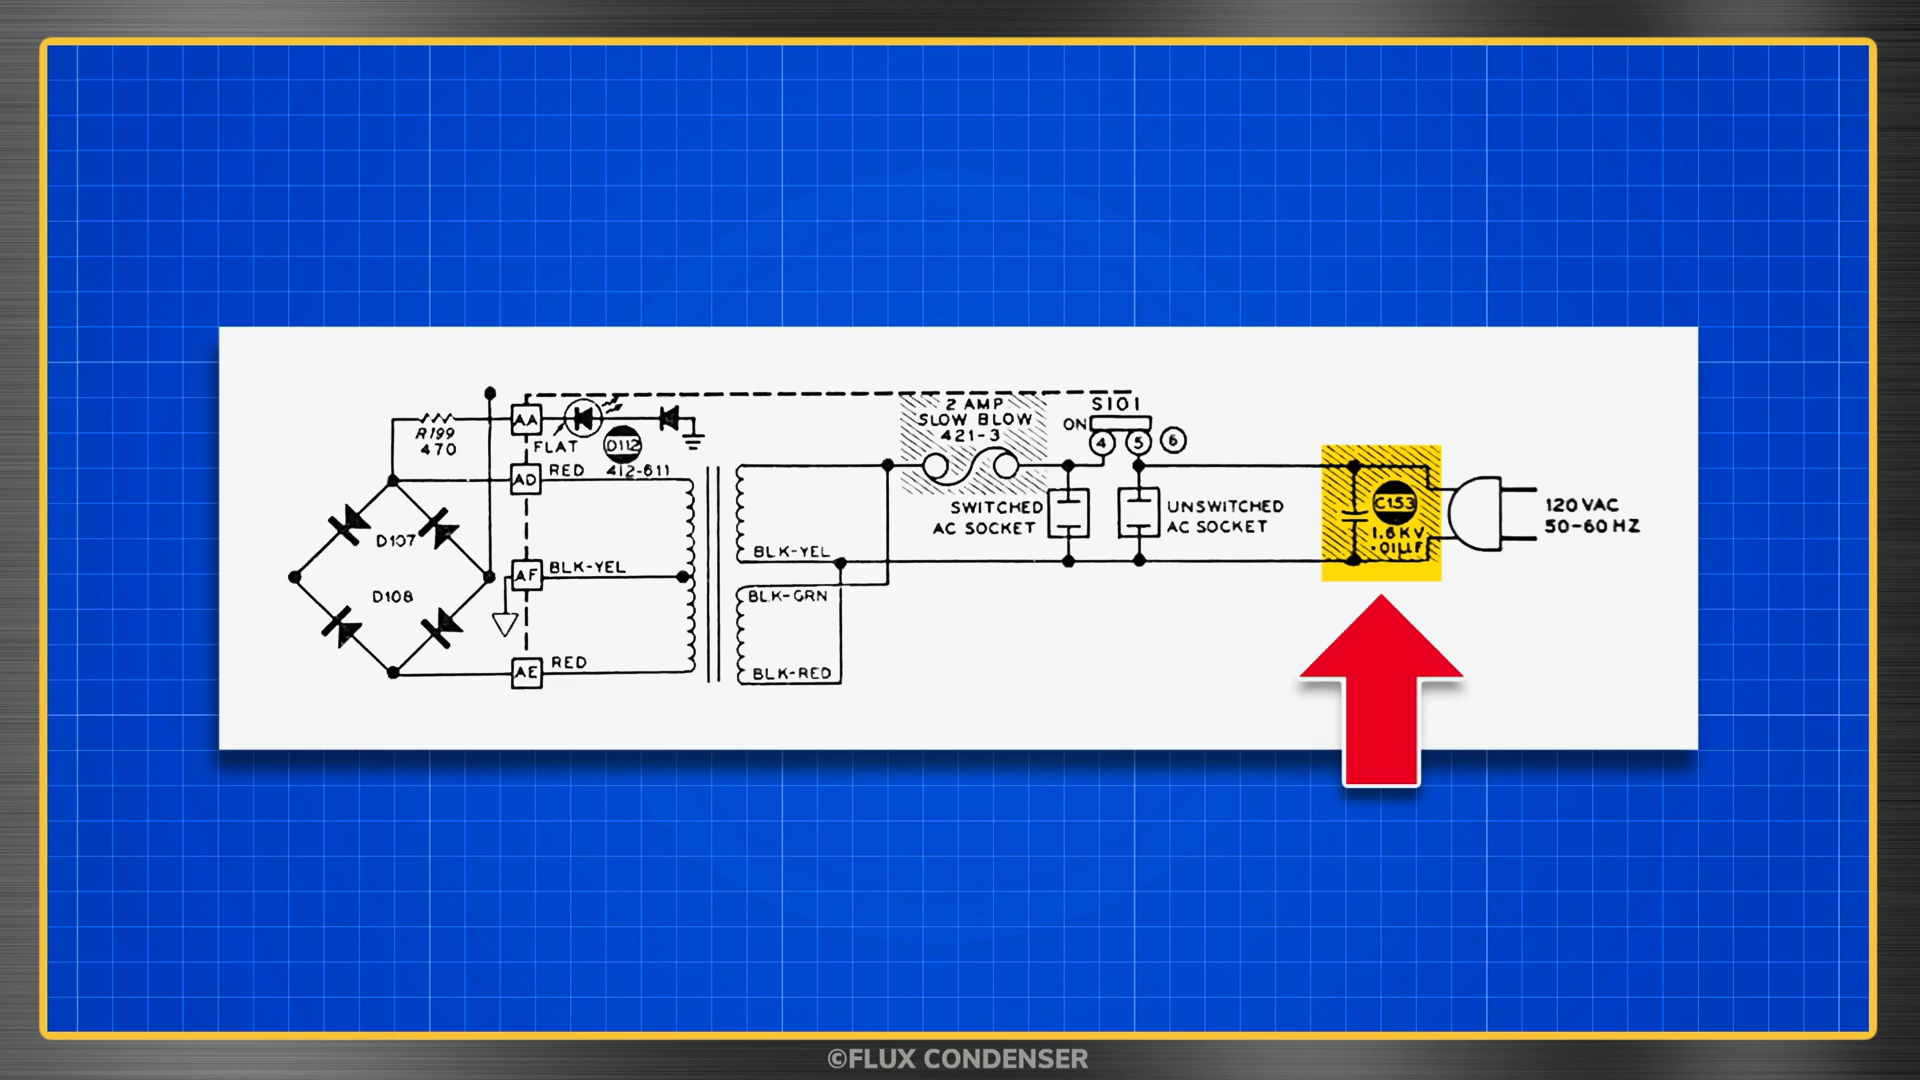 2 AMP
SLOW BLOW
421-3
S101
ON
4
5
6
AA
R199
470
FLAT
D112
412-611
AD
RED
C153
1.6KV
.01µF
SWITCHED
AC SOCKET
UNSWITCHED
AC SOCKET
120 VAC
50-60 HZ
D107
BLK-YEL
AF
BLK-YEL
D108
BLK-GRN
AE
RED
BLK-RED
©FLUX CONDENSER